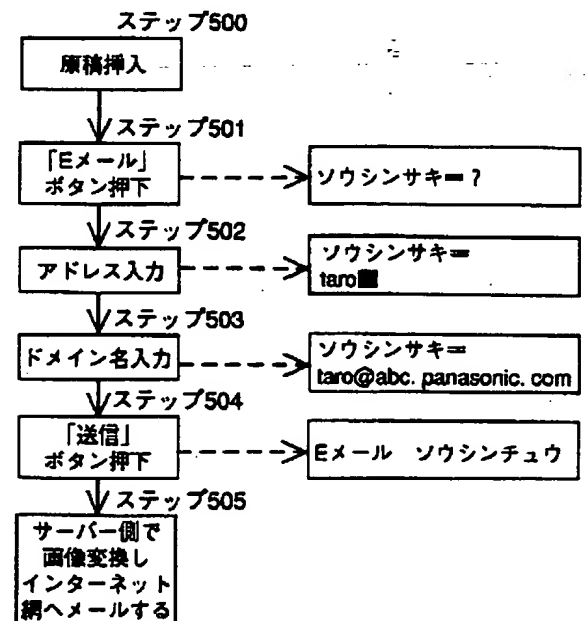 ステップ500
原稿挿入
ステップ501
「Eメール」
ボタン押下
ソウシンサキ=？
ステップ502
アドレス入力
ソウシンサキ=
taro■
ステップ503
ドメイン名入力
ソウシンサキ=
taro@abc. panasonic. com
ステップ504
「送信」
ボタン押下
Eメール　ソウシンチュウ
ステップ505
サーバー側で
画像変換し
インターネット
網へメールする